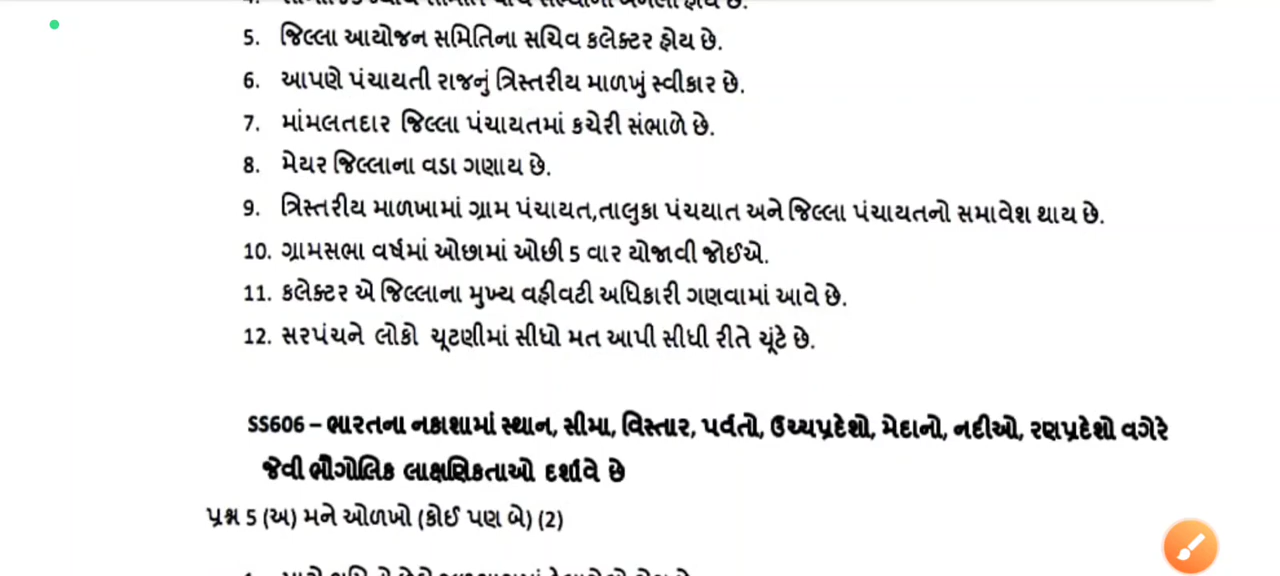 5. જિલ્લા આયોજન સમિતિના સચિવ કલેક્ટર હોય છે.
6. આપણે પંચાયતી રાજનું ત્રિસ્તરીય માળખું સ્વીકાર છે.
7. માંમલતદાર જિલ્લા પંચાયતમાં કચેરી સંભાળે છે.
8. મેયર જિલ્લાના વડા ગણાય છે.
9. ત્રિસ્તરીય માળખામાં ગ્રામ પંચાયત,તાલુકા પંચયાત અને જિલ્લા પંચાયતનો સમાવેશ થાય છે.
10. ગ્રામસભા વર્ષમાં ઓછામાં ઓછી 5 વાર યોજાવી જોઈએ.
11. કલેક્ટર એ જિલ્લાના મુખ્ય વહીવટી અધિકારી ગણવામાં આવે છે.
12. સરપંચને લોકો ચૂટણીમાં સીધો મત આપી સીધી રીતે ચૂંટે છે.
SS606 – ભારતના નકાશામાં સ્થાન, સીમા, વિસ્તાર, પર્વતો, ઉચ્ચપ્રદેશો, મેદાનો, નદીઓ, રણપ્રદેશો વગેરે
જેવી ભૌગોલિક લાક્ષણિકતાઓ દર્શાવે છે
પ્રશ્ન 5 (અ) મને ઓળખો (કોઈ પણ બે) (2)